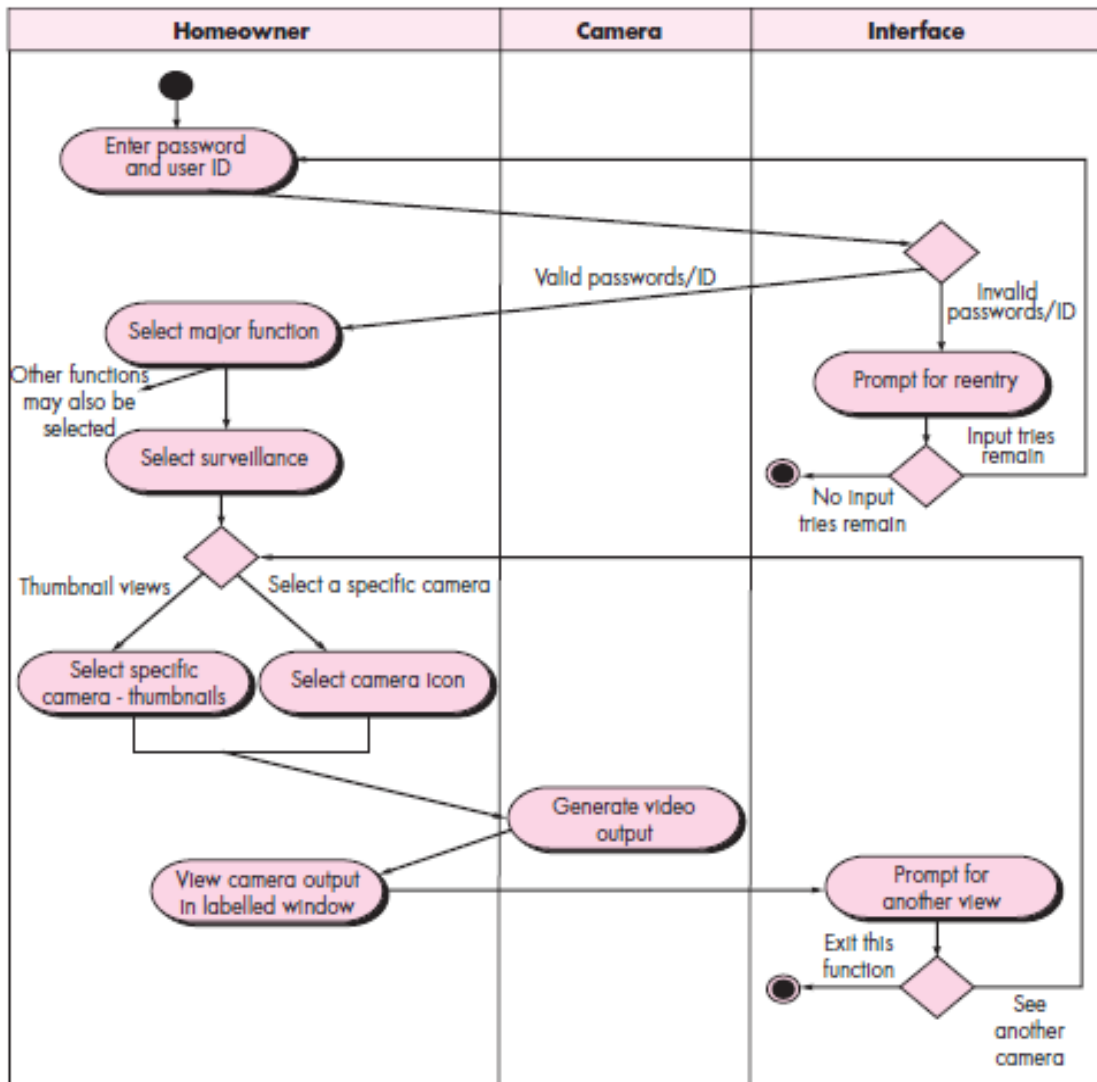 Homeowner
Camera
Interface
Enter password
and user ID
Valid passwords/ID
Invalid
passwords/ID
Select major function
Prompt for reentry
Other functions
may also be
selected
Input tries
remain
Select surveillance
No input
tries remain
Thumbnail views
Select a specific camera
Select specific
camera - thumbnails
Select camera icon
Generate video
output
View camera output
in labelled window
Prompt for
another view
Exit this
function
See
another
camera